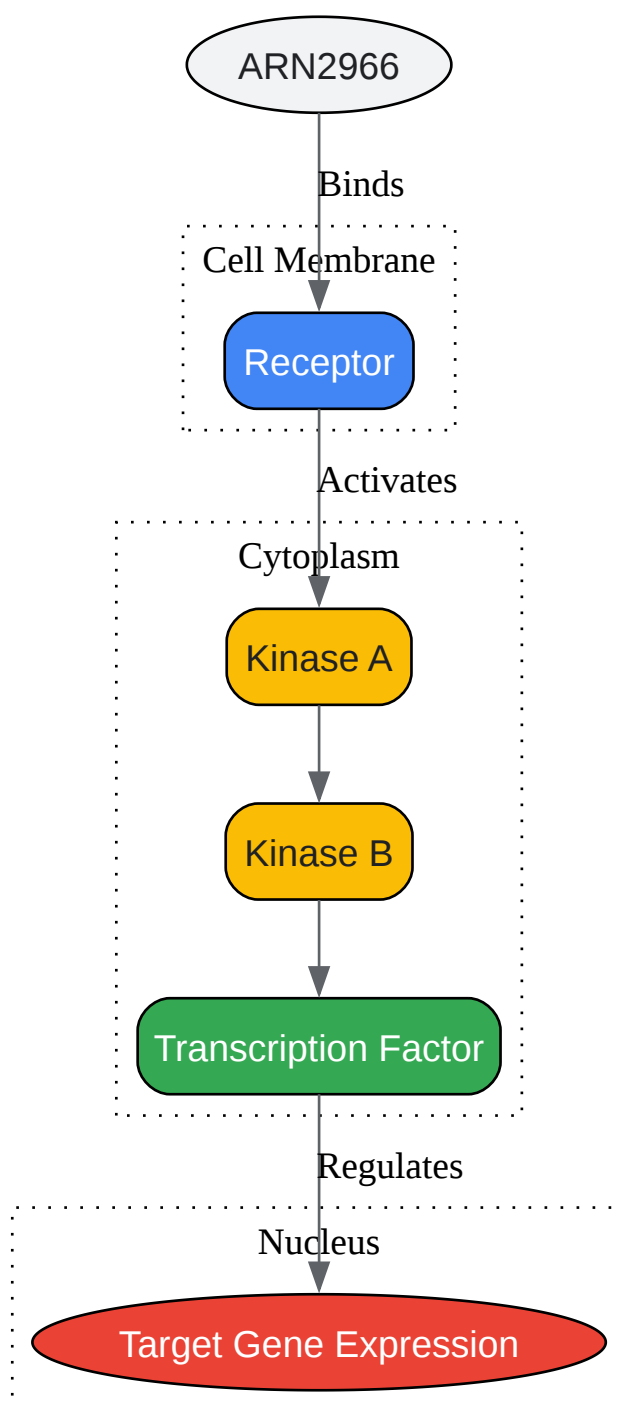 ARN2966
Binds
Cell Membrane
Receptor
Activates
Cytoplasm
Kinase A
Kinase B
Transcription Factor
Regulates
Nucleus
Target Gene Expression